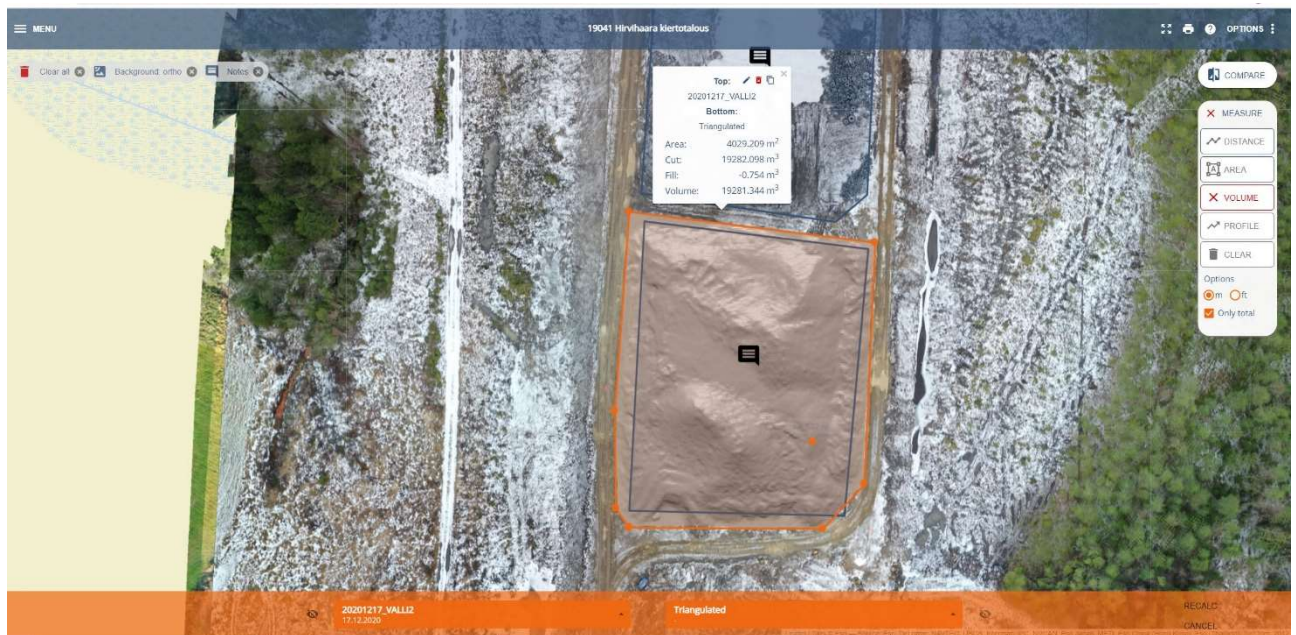 MENU
19041 Hirvihaara kiertotalous
OPTIONS
Clear all
Background: ortho
Notes
COMPARE
Top:
20201217_VALLI2
Bottom:
Triangulated
Area: 4029.209 m²
Cut: 19282.098 m³
Fill: -0.754 m³
Volume: 19281.344 m³
MEASURE
DISTANCE
AREA
VOLUME
PROFILE
CLEAR
Options
m ft
Only total
20201217_VALLI2
17.12.2020
Triangulated
RECALC
CANCEL